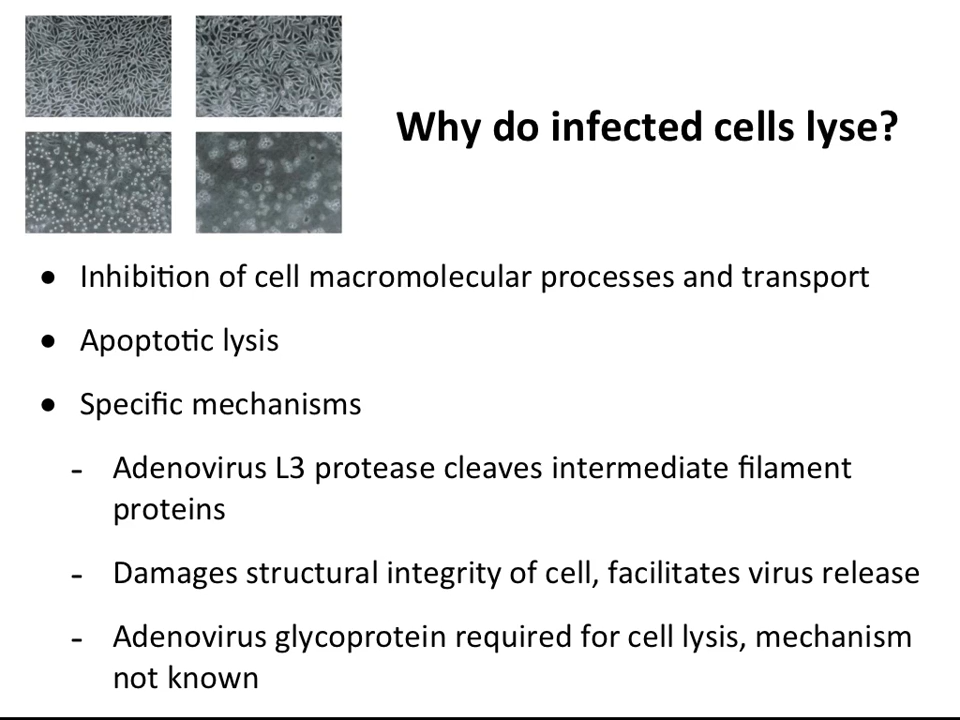 Why do infected cells lyse?
• Inhibition of cell macromolecular processes and transport
• Apoptotic lysis
• Specific mechanisms
- Adenovirus L3 protease cleaves intermediate filament
proteins
- Damages structural integrity of cell, facilitates virus release
- Adenovirus glycoprotein required for cell lysis, mechanism
not known